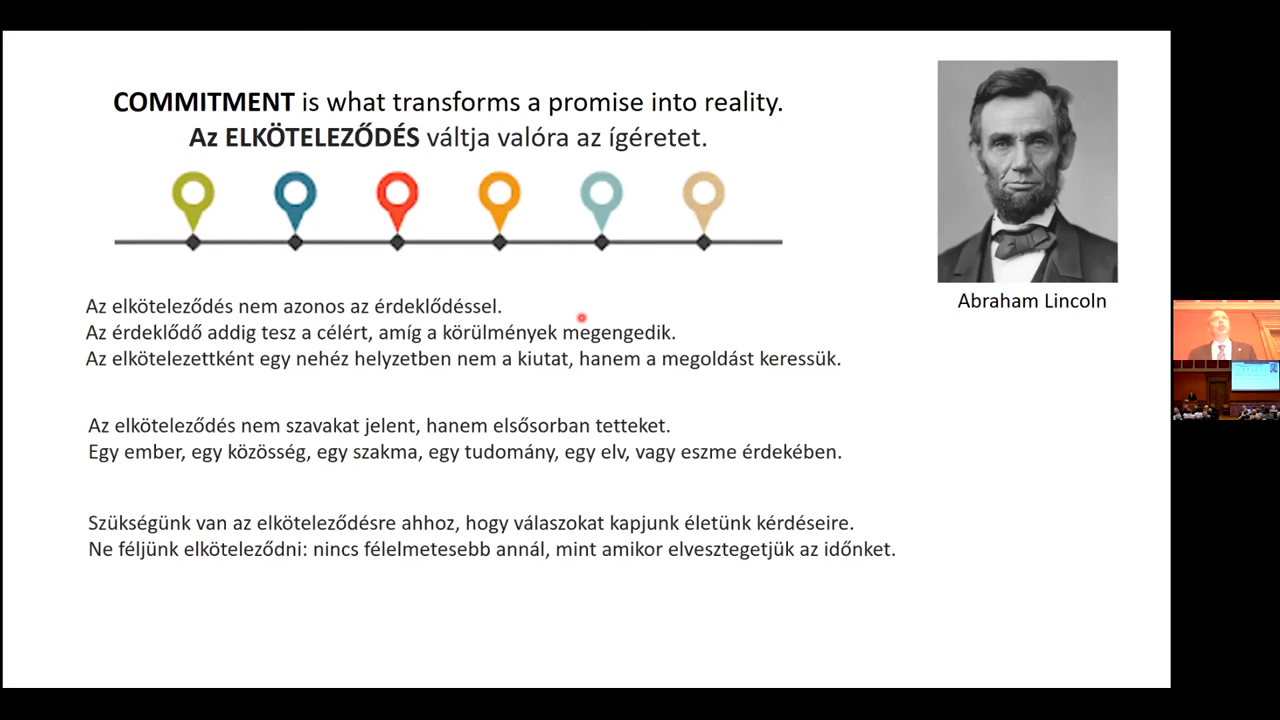 COMMITMENT is what transforms a promise into reality.
Az ELKÖTELEZŐDÉS váltja valóra az ígéretet.
Abraham Lincoln
Az elköteleződés nem azonos az érdeklődéssel.
Az érdeklődő addig tesz a célért, amíg a körülmények megengedik.
Az elkötelezettként egy nehéz helyzetben nem a kiutat, hanem a megoldást keressük.
Az elköteleződés nem szavakat jelent, hanem elsősorban tetteket.
Egy ember, egy közösség, egy szakma, egy tudomány, egy elv, vagy eszme érdekében.
Szükségünk van az elköteleződésre ahhoz, hogy válaszokat kapjunk életünk kérdéseire.
Ne féljünk elköteleződni: nincs félelmetesebb annál, mint amikor elvesztegetjük az időnket.